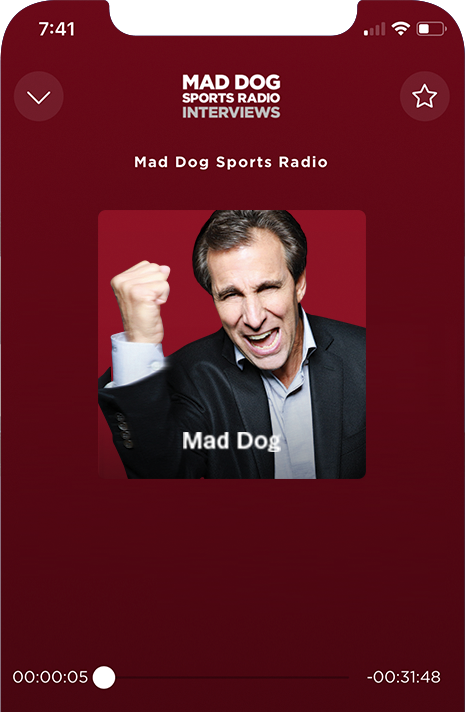 7:41
MAD DOG
SPORTS RADIO
INTERVIEWS
Mad Dog Sports Radio
Mad Dog
00:00:05
-00:31:48